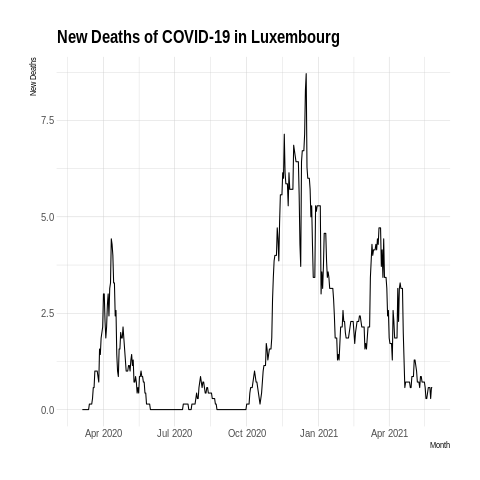 New Deaths of COVID-19 in Luxembourg
New Deaths
7.5
5.0
2.5
0.0
Apr 2020 Jul 2020 Oct 2020 Jan 2021 Apr 2021
Month